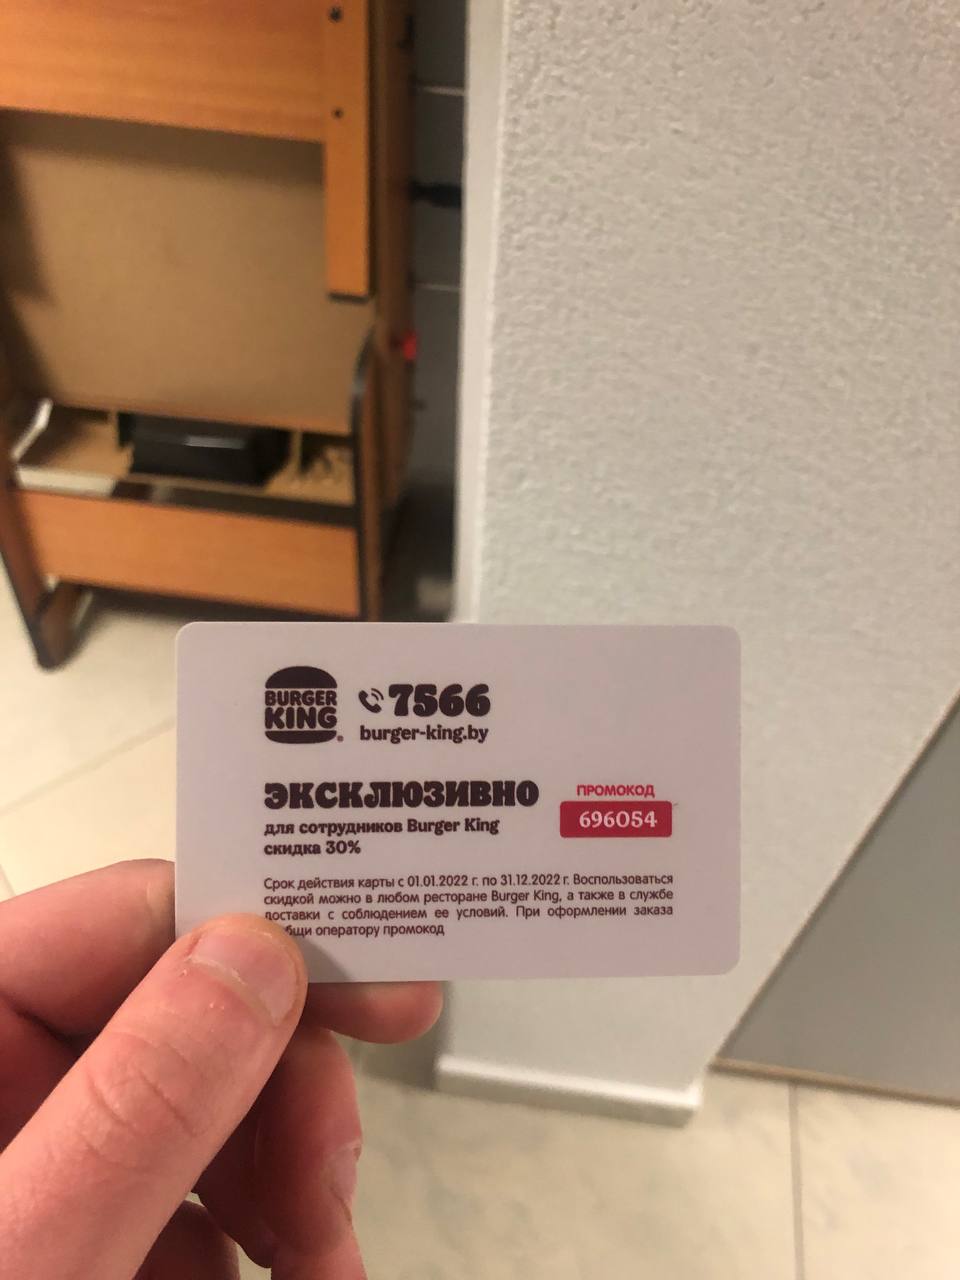 BURGER
KING
7566
burger-king.by
ЭКСКЛЮЗИВНО
для сотрудников Burger King
скидка 30%
ПРОМОКОД
696054
Срок действия карты с 01.01.2022 г. по 31.12.2022 г. Воспользоваться
скидкой можно в любом ресторане Burger King, а также в службе
доставки с соблюдением ее условий. При оформлении заказа
оператору промокод